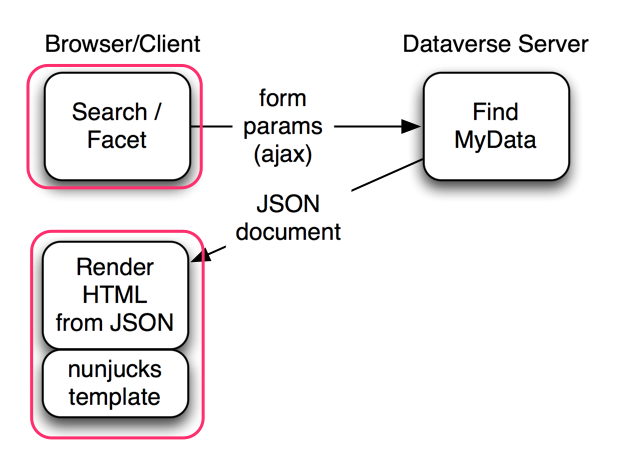 Browser/Client
Dataverse Server
Search /
Facet
form
params
(ajax)
Find
MyData
JSON
document
Render
HTML
from JSON
nunjucks
template